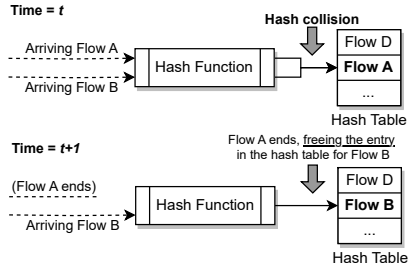 Time = t
Hash collision
Arriving Flow A
Arriving Flow B
Hash Function
Flow D
Flow A
...
Hash Table
Time = t+1
Flow A ends, freeing the entry
in the hash table for Flow B
(Flow A ends)
Arriving Flow B
Hash Function
Flow D
Flow B
...
Hash Table